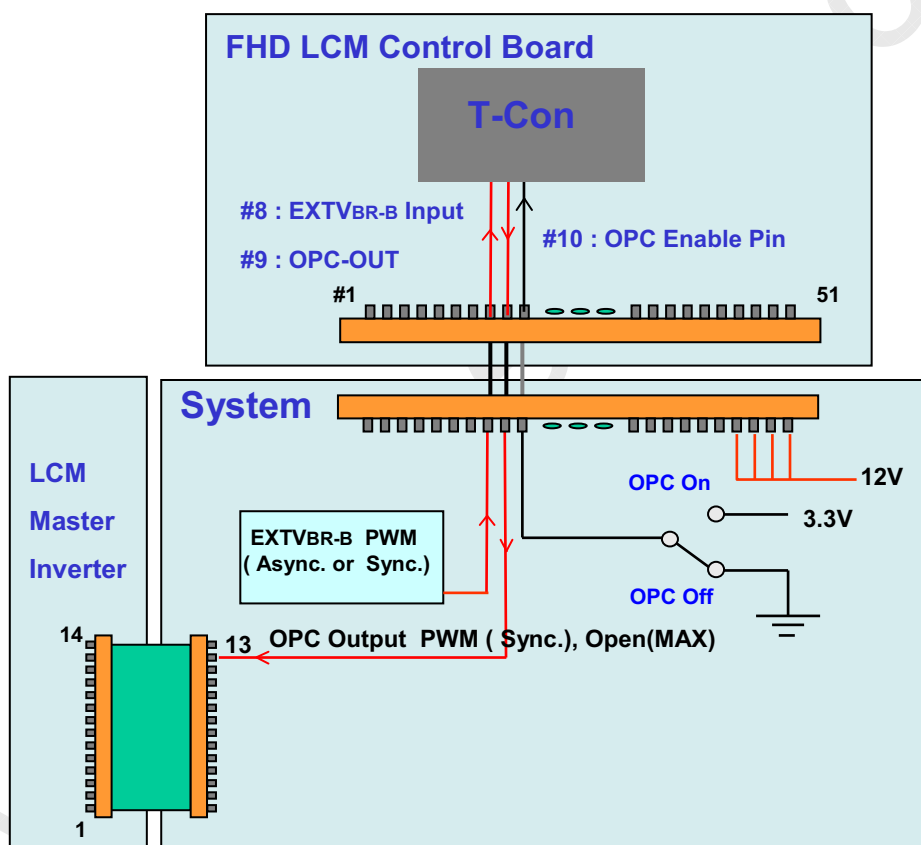 FHD LCM Control Board
T-Con
#8 : EXTVBR-B Input
#9 : OPC-OUT
#10 : OPC Enable Pin
#1
51
System
LCM
Master
Inverter
12V
OPC On
3.3V
EXTVBR-B PWM
( Async. or Sync.)
OPC Off
OPC Output PWM ( Sync.), Open(MAX)
14
13
1